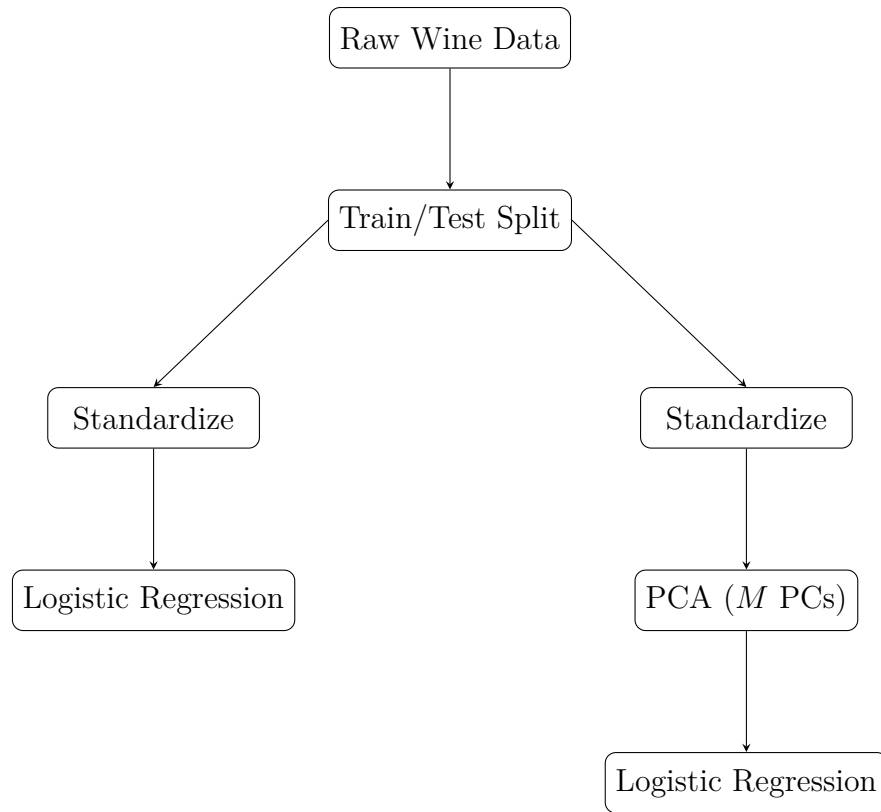 Raw Wine Data
Train/Test Split
Standardize
Standardize
Logistic Regression
PCA (M PCs)
Logistic Regression